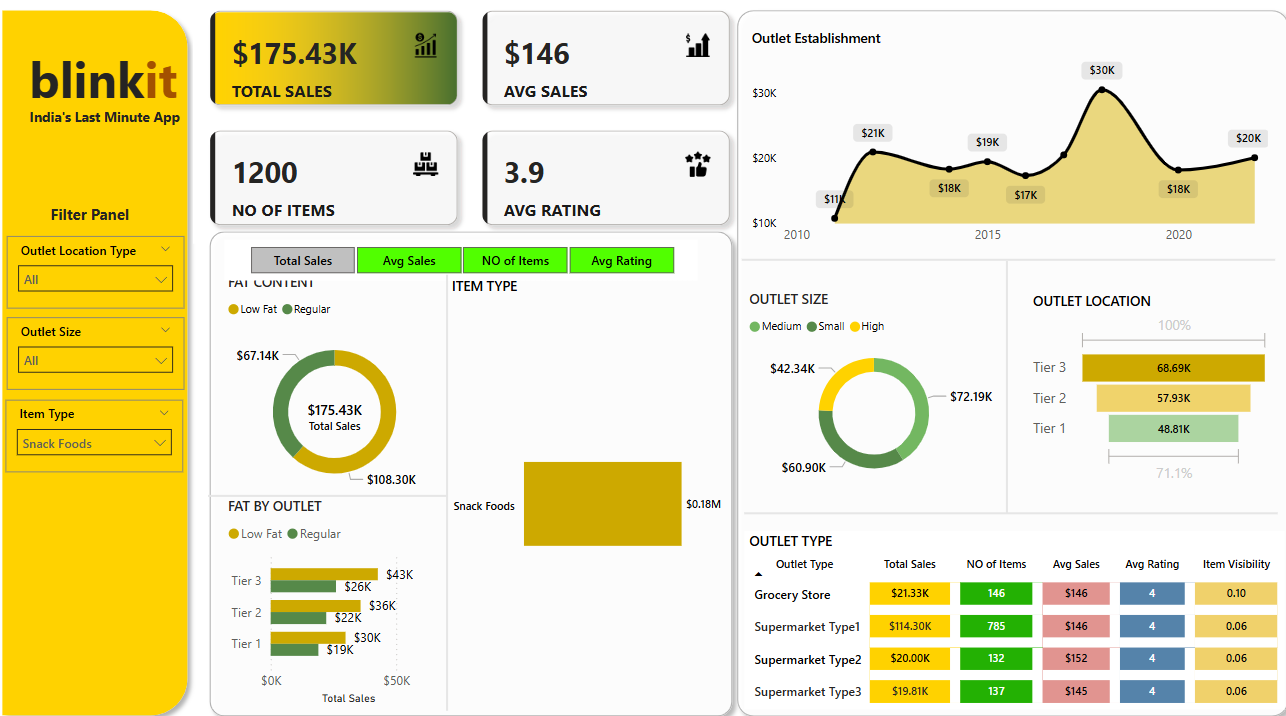 blinkit
India's Last Minute App
Filter Panel
Outlet Location Type
All
Outlet Size
All
Item Type
Snack Foods
$175.43K
TOTAL SALES
$146
AVG SALES
1200
NO OF ITEMS
3.9
AVG RATING
Total Sales Avg Sales NO of Items Avg Rating
FAT CONTENT
Low Fat Regular
$67.14K
$175.43K
Total Sales
$108.30K
FAT BY OUTLET
Low Fat Regular
Tier 3 $43K
$26K
Tier 2 $36K
$22K
Tier 1 $30K
$19K
$0K $50K
Total Sales
ITEM TYPE
Snack Foods $0.18M
Outlet Establishment
$30K
$20K
$10K
$11K
$21K
$18K
$19K
$17K
$30K
$18K
$20K
2010 2015 2020
OUTLET SIZE
Medium Small High
$42.34K
$72.19K
$60.90K
OUTLET LOCATION
100%
Tier 3 68.69K
Tier 2 57.93K
Tier 1 48.81K
71.1%
OUTLET TYPE
Outlet Type Total Sales NO of Items Avg Sales Avg Rating Item Visibility
Grocery Store $21.33K 146 $146 4 0.10
Supermarket Type1 $114.30K 785 $146 4 0.06
Supermarket Type2 $20.00K 132 $152 4 0.06
Supermarket Type3 $19.81K 137 $145 4 0.06